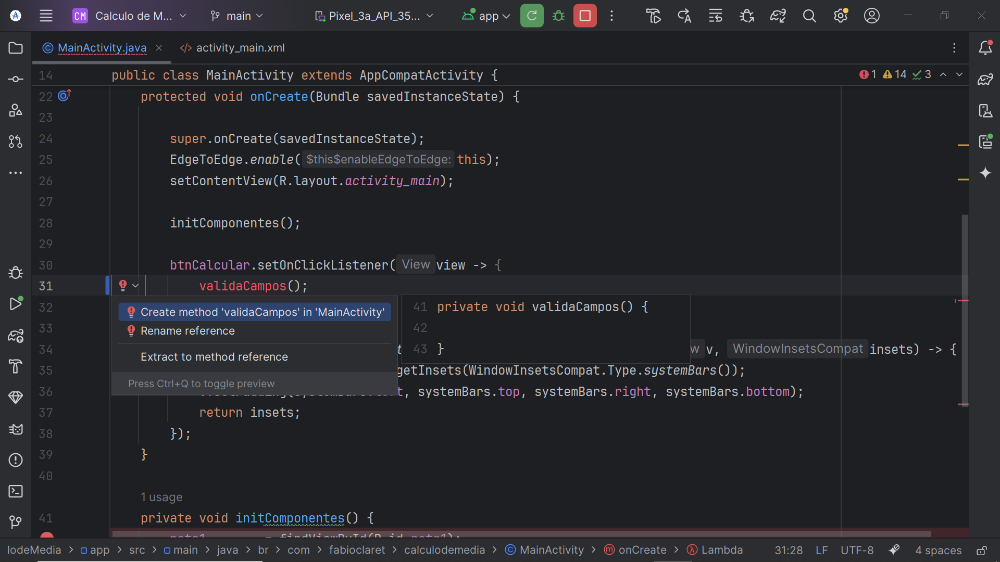 CM Calculo de M... main Pixel_3a_API_35... app
MainActivity.java activity_main.xml
14 public class MainActivity extends AppCompatActivity { 1 14 3
22 protected void onCreate(Bundle savedInstanceState) {
23
24 super.onCreate(savedInstanceState);
25 EdgeToEdge.enable( $this$enableEdgeToEdge: this);
26 setContentView(R.layout.activity_main);
27
28 initComponentes();
29
30 btnCalcular.setOnClickListener( View view -> {
31 validaCampos();
32 Create method 'validaCampos' in 'MainActivity' 41 private void validaCampos() {
33 Rename reference 42
34 t 43 } w v, WindowInsetsCompat insets) -> {
Extract to method reference
35 getInsets(WindowInsetsCompat.Type.systemBars());
Press Ctrl+Q to toggle preview
36 t, systemBars.top, systemBars.right, systemBars.bottom);
37 return insets;
38 });
39 }
40
1 usage
41 private void initComponentes() {
= findViewById(R.id.nota1);
lodeMedia > app > src > main > java > br > com > fabioclaret > calculodemedia > MainActivity > onCreate > Lambda 31:28 LF UTF-8 4 spaces